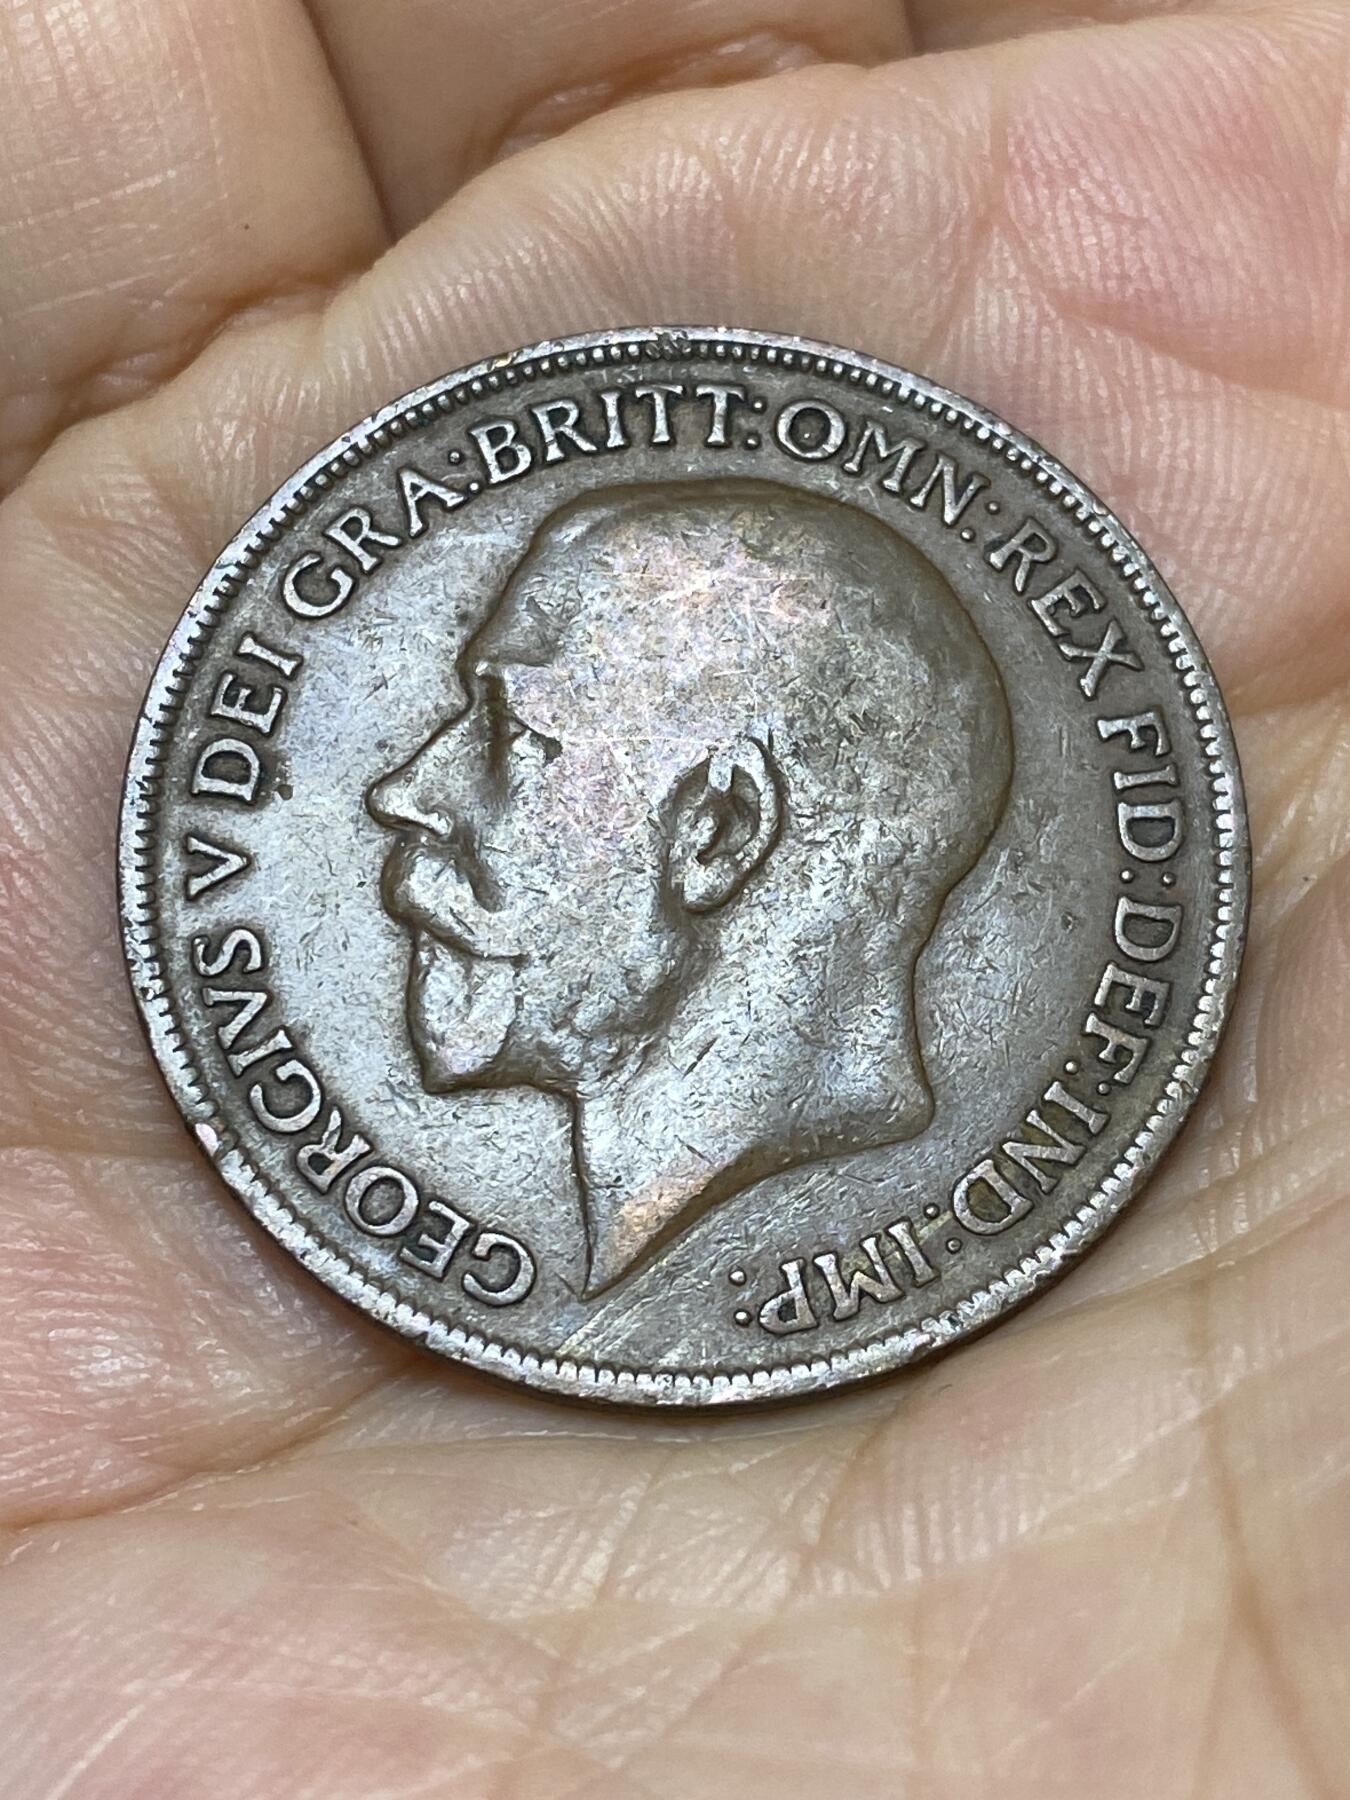 GEORGIVS V DEI GRA:BRITT:OMN:REX FID:DEF:IND:IMP: